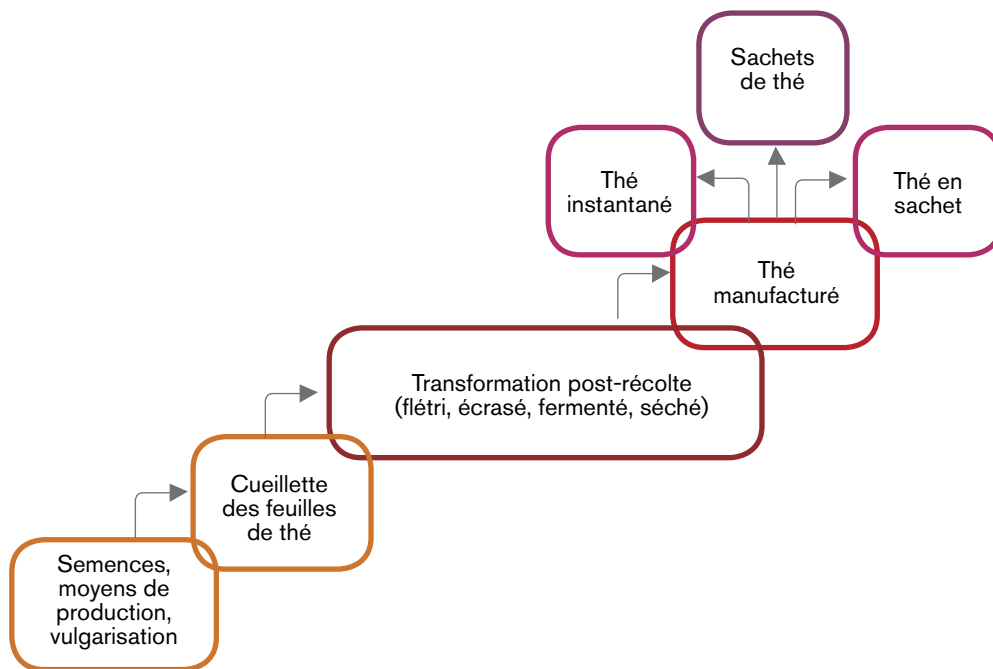 Sachets
de thé
Thé
instantané
Thé en
sachet
Thé
manufacturé
Transformation post-récolte
(flétri, écrasé, fermenté, séché)
Cueillette
des feuilles
de thé
Semences,
moyens de
production,
vulgarisation